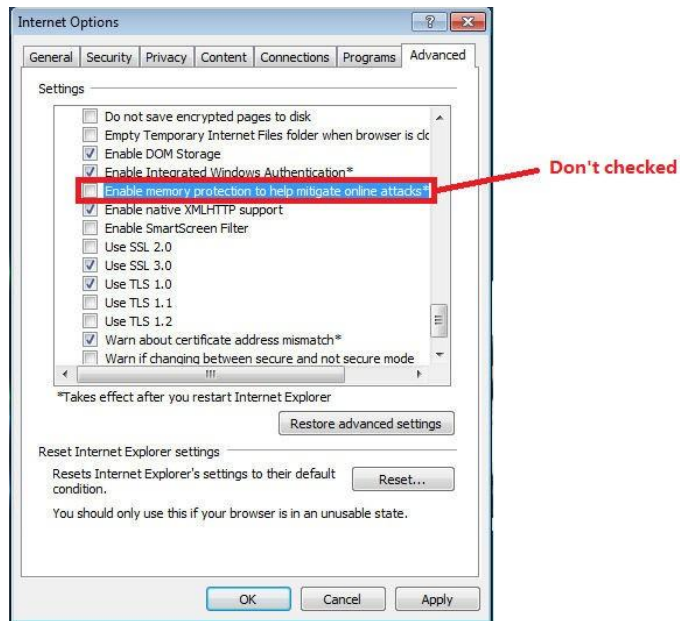 Internet Options
General Security Privacy Content Connections Programs Advanced
Settings
Do not save encrypted pages to disk
Empty Temporary Internet Files folder when browser is clc
Enable DOM Storage
Enable Integrated Windows Authentication*
Enable memory protection to help mitigate online attacks*
Don't checked
Enable native XMLHTTP support
Enable SmartScreen Filter
Use SSL 2.0
Use SSL 3.0
Use TLS 1.0
Use TLS 1.1
Use TLS 1.2
Warn about certificate address mismatch*
Warn if changing between secure and not secure mode
*Takes effect after you restart Internet Explorer
Restore advanced settings
Reset Internet Explorer settings
Resets Internet Explorer's settings to their default
condition.
Reset...
You should only use this if your browser is in an unusable state.
OK Cancel Apply